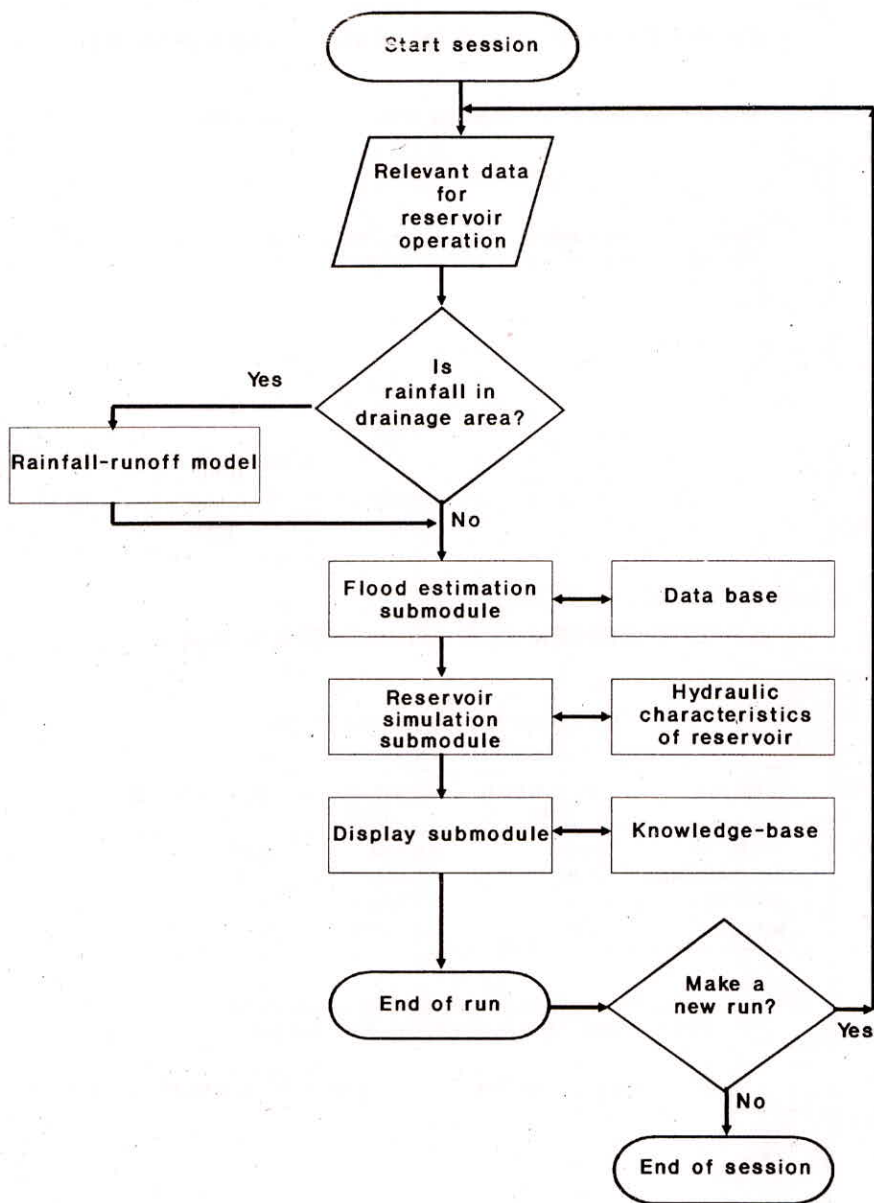 Start session
Relevant data
for
reservoir
operation
Is
rainfall in
drainage area?
Yes
Rainfall-runoff model
No
Flood estimation
submodule
Data base
Reservoir
simulation
submodule
Hydraulic
characteristics
of reservoir
Display submodule
Knowledge-base
End of run
Make a
new run?
Yes
No
End of session